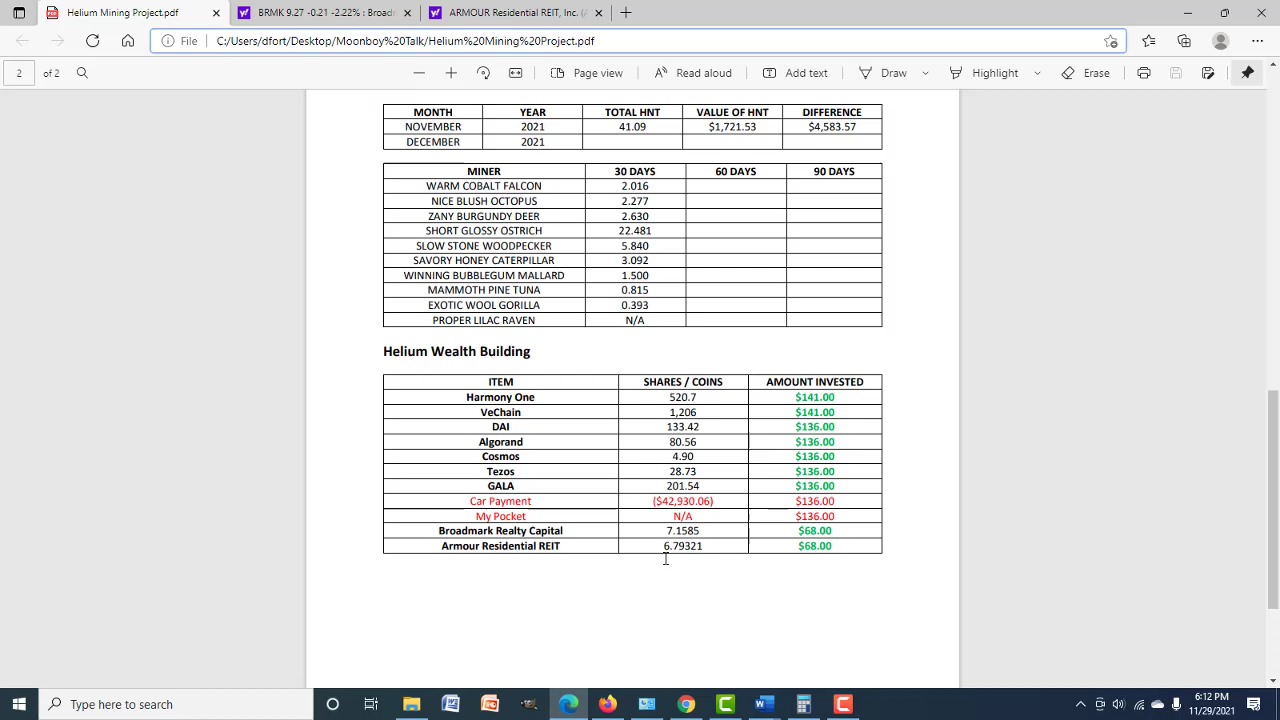 Helium Mining Project.pdf
BRMK 9.27 -0.21 -2.22% : Broadn
ARMOUR Residential REIT, Inc. (A
File C:/Users/dfort/Desktop/Moonboy%20Talk/Helium%20Mining%20Project.pdf
2 of 2 Page view Read aloud Add text Draw Highlight Erase
MONTH YEAR TOTAL HNT VALUE OF HNT DIFFERENCE
NOVEMBER 2021 41.09 $1,721.53 $4,583.57
DECEMBER 2021
MINER 30 DAYS 60 DAYS 90 DAYS
WARM COBALT FALCON 2.016
NICE BLUSH OCTOPUS 2.277
ZANY BURGUNDY DEER 2.630
SHORT GLOSSY OSTRICH 22.481
SLOW STONE WOODPECKER 5.840
SAVORY HONEY CATERPILLAR 3.092
WINNING BUBBLEGUM MALLARD 1.500
MAMMOTH PINE TUNA 0.815
EXOTIC WOOL GORILLA 0.393
PROPER LILAC RAVEN N/A
Helium Wealth Building
ITEM SHARES / COINS AMOUNT INVESTED
Harmony One 520.7 $141.00
VeChain 1,206 $141.00
DAI 133.42 $136.00
Algorand 80.56 $136.00
Cosmos 4.90 $136.00
Tezos 28.73 $136.00
GALA 201.54 $136.00
Car Payment ($42,930.06) $136.00
My Pocket N/A $136.00
Broadmark Realty Capital 7.1585 $68.00
Armour Residential REIT 6.79321 $68.00
Type here to search
6:12 PM
11/29/2021